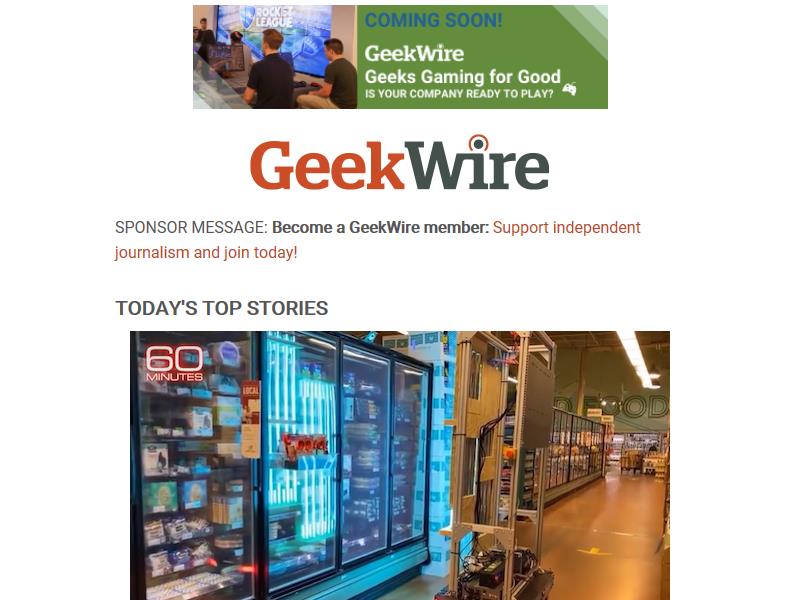 ROCKET
LEAGUE
COMING SOON!
GeekWire
Geeks Gaming for Good
IS YOUR COMPANY READY TO PLAY?
GeekWire
SPONSOR MESSAGE: Become a GeekWire member: Support independent
journalism and join today!
TODAY'S TOP STORIES
60
MINUTES
LOCAL
FOOD